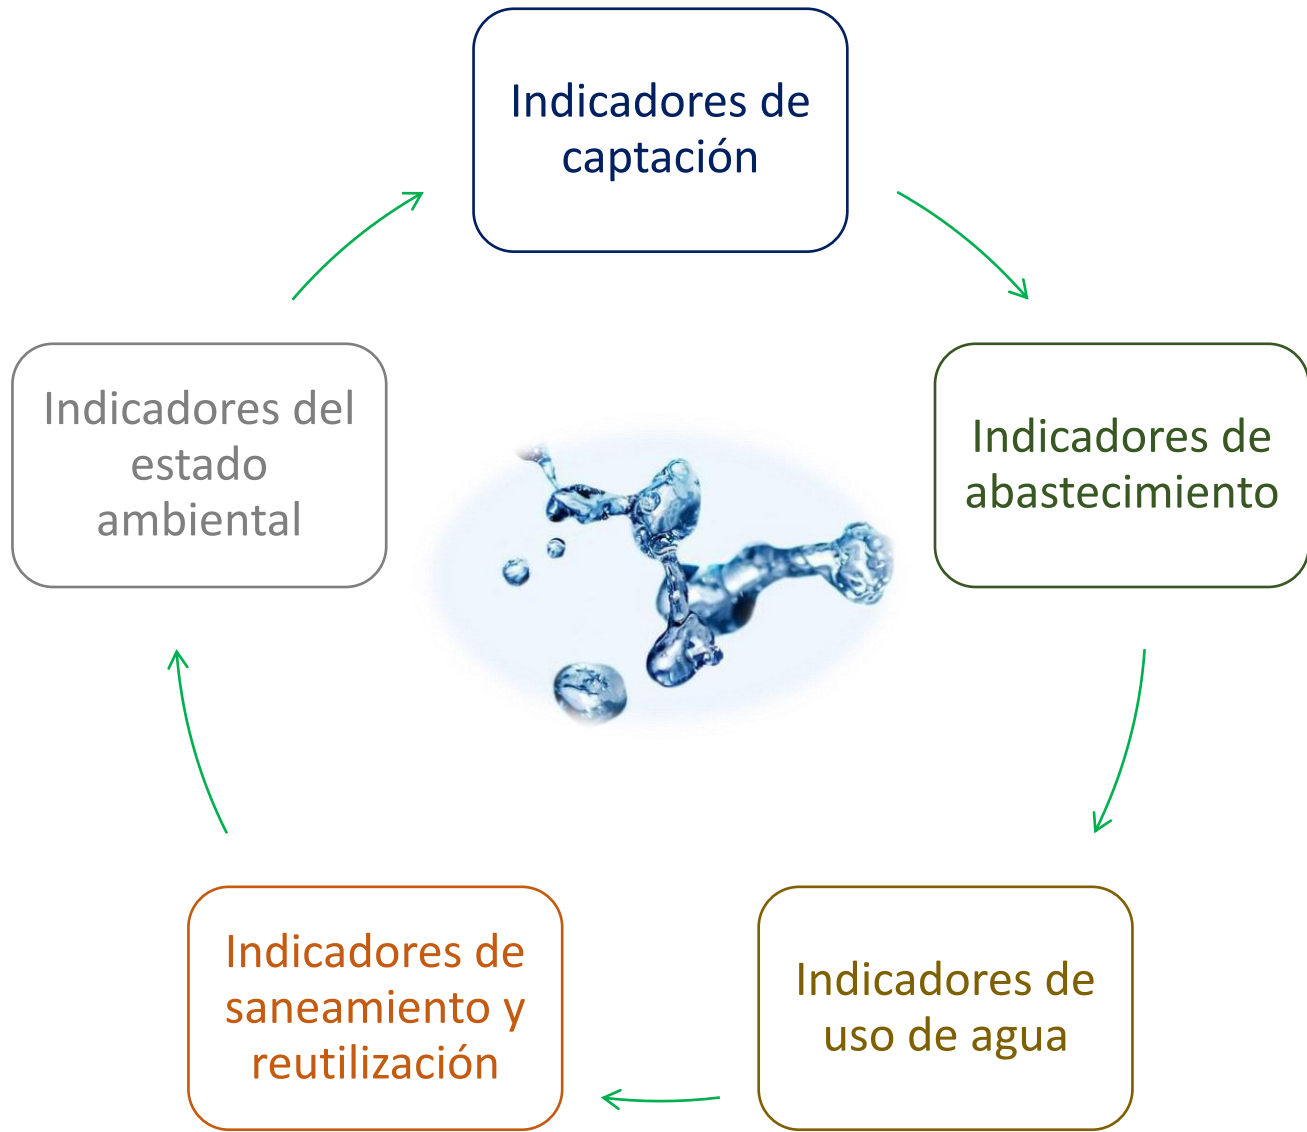 Indicadores de
captación
Indicadores de
abastecimiento
Indicadores de
uso de agua
Indicadores de
saneamiento y
reutilización
Indicadores del
estado
ambiental